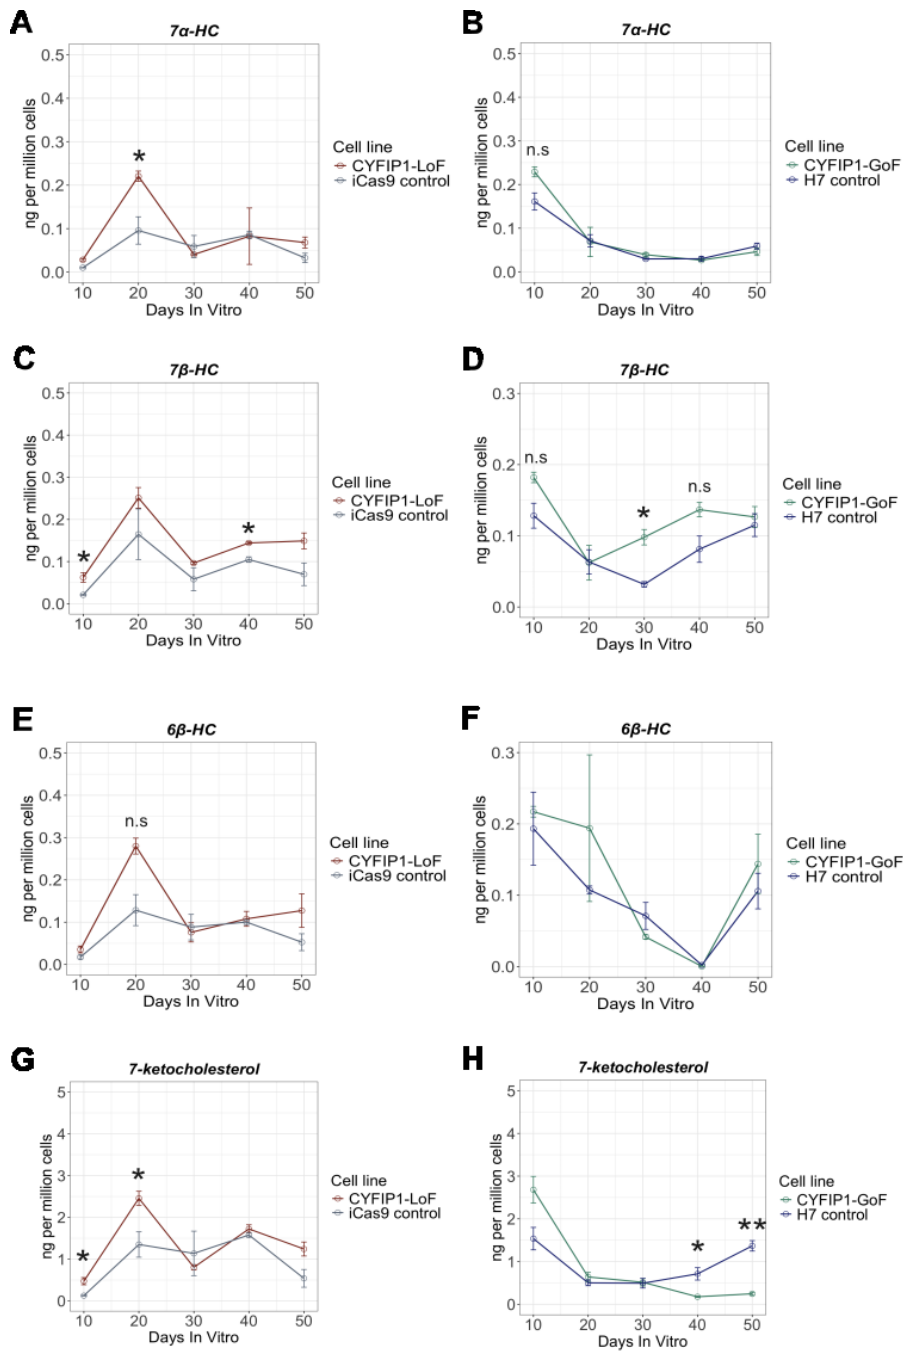 A
7α-HC
ng per million cells
0.5
0.4
0.3
0.2
0.1
0.0
*
10 20 30 40 50
Days In Vitro
Cell line
CYFIP1-LoF
iCas9 control
B
7α-HC
ng per million cells
0.5
0.4
0.3
0.2
0.1
0.0
n.s
10 20 30 40 50
Days In Vitro
Cell line
CYFIP1-GoF
H7 control
C
7β-HC
ng per million cells
0.5
0.4
0.3
0.2
0.1
0.0
* *
10 20 30 40 50
Days In Vitro
Cell line
CYFIP1-LoF
iCas9 control
D
7β-HC
ng per million cells
0.3
0.2
0.1
0.0
n.s * n.s
10 20 30 40 50
Days In Vitro
Cell line
CYFIP1-GoF
H7 control
E
6β-HC
ng per million cells
0.5
0.4
0.3
0.2
0.1
0.0
n.s
10 20 30 40 50
Days In Vitro
Cell line
CYFIP1-LoF
iCas9 control
F
6β-HC
ng per million cells
0.3
0.2
0.1
0.0
10 20 30 40 50
Days In Vitro
Cell line
CYFIP1-GoF
H7 control
G
7-ketocholesterol
ng per million cells
5
4
3
2
1
0
* *
10 20 30 40 50
Days In Vitro
Cell line
CYFIP1-LoF
iCas9 control
H
7-ketocholesterol
ng per million cells
5
4
3
2
1
0
* **
10 20 30 40 50
Days In Vitro
Cell line
CYFIP1-GoF
H7 control